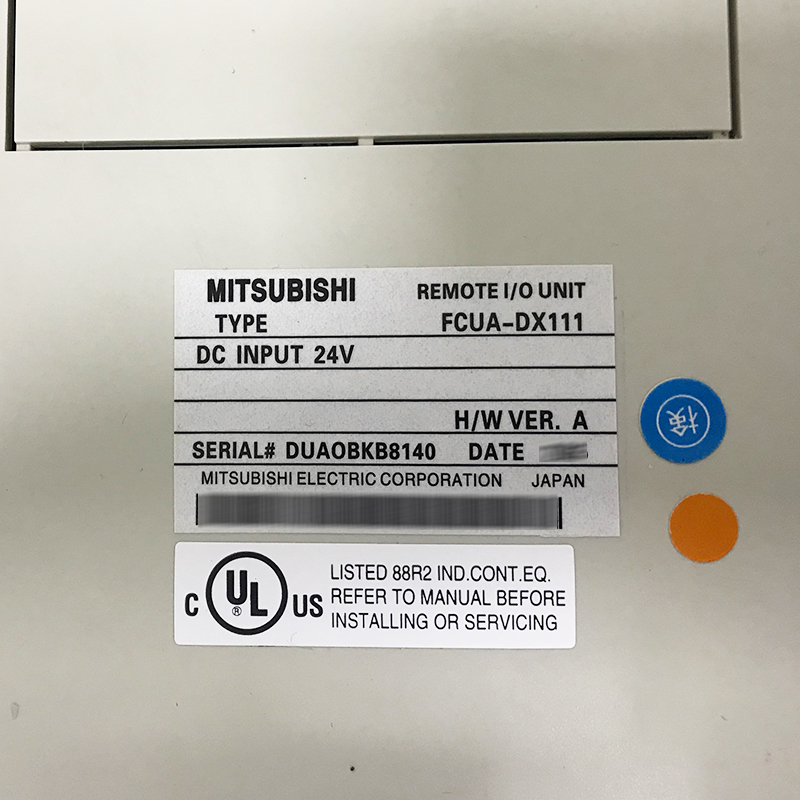 MITSUBISHI REMOTE I/O UNIT
TYPE FCUA-DX111
DC INPUT 24V
H/W VER. A
SERIAL# DUAOBKB8140 DATE
MITSUBISHI ELECTRIC CORPORATION JAPAN
検
C UL ® US
LISTED 88R2 IND.CONT.EQ.
REFER TO MANUAL BEFORE
INSTALLING OR SERVICING